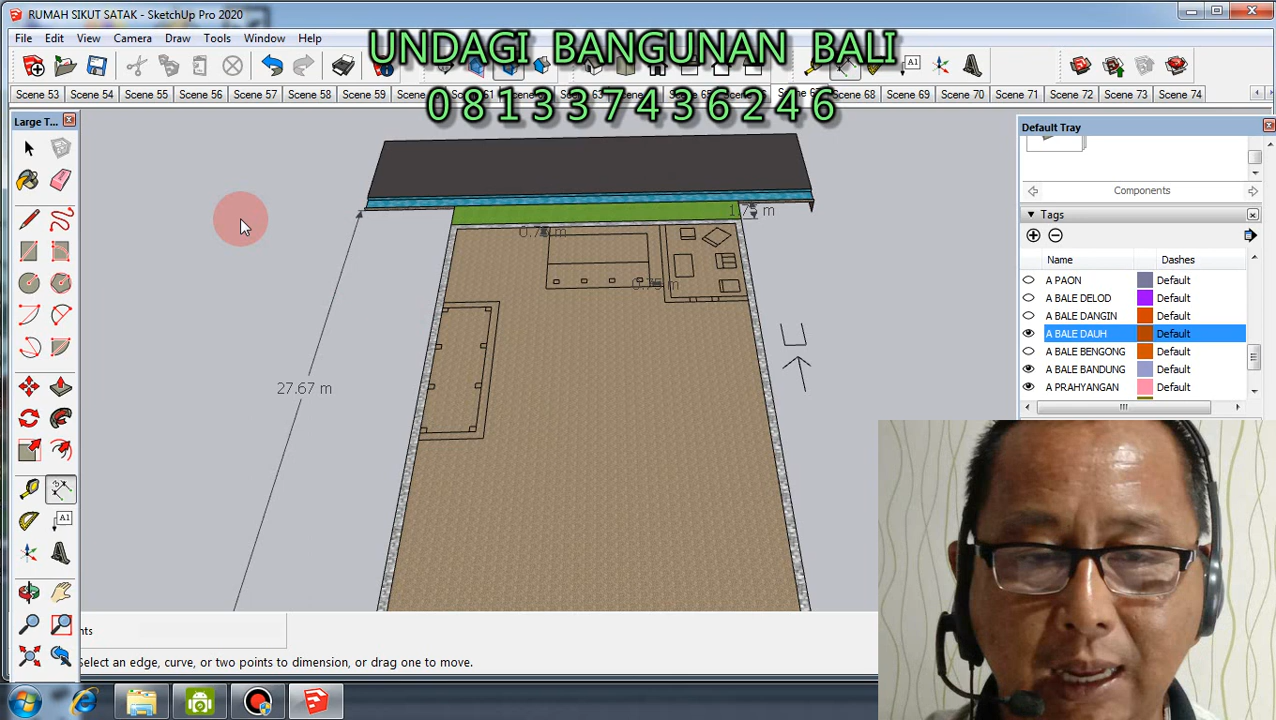 RUMAH SIKUT SATAK - SketchUp Pro 2020
File Edit View Camera Draw Tools Window Help
UNDAGI BANGUNAN BALI
081337436246
Scene 53 Scene 54 Scene 55 Scene 56 Scene 57 Scene 58 Scene 59 Scene 68 Scene 69 Scene 70 Scene 71 Scene 72 Scene 73 Scene 74
Large T...
Default Tray
Components
Tags
Name Dashes
A PAON Default
A BALE DELOD Default
A BALE DANGIN Default
A BALE DAUH Default
A BALE BENGONG Default
A BALE BANDUNG Default
A PRAHYANGAN Default
27.67 m
U
A1
A1
nts
Select an edge, curve, or two points to dimension, or drag one to move.